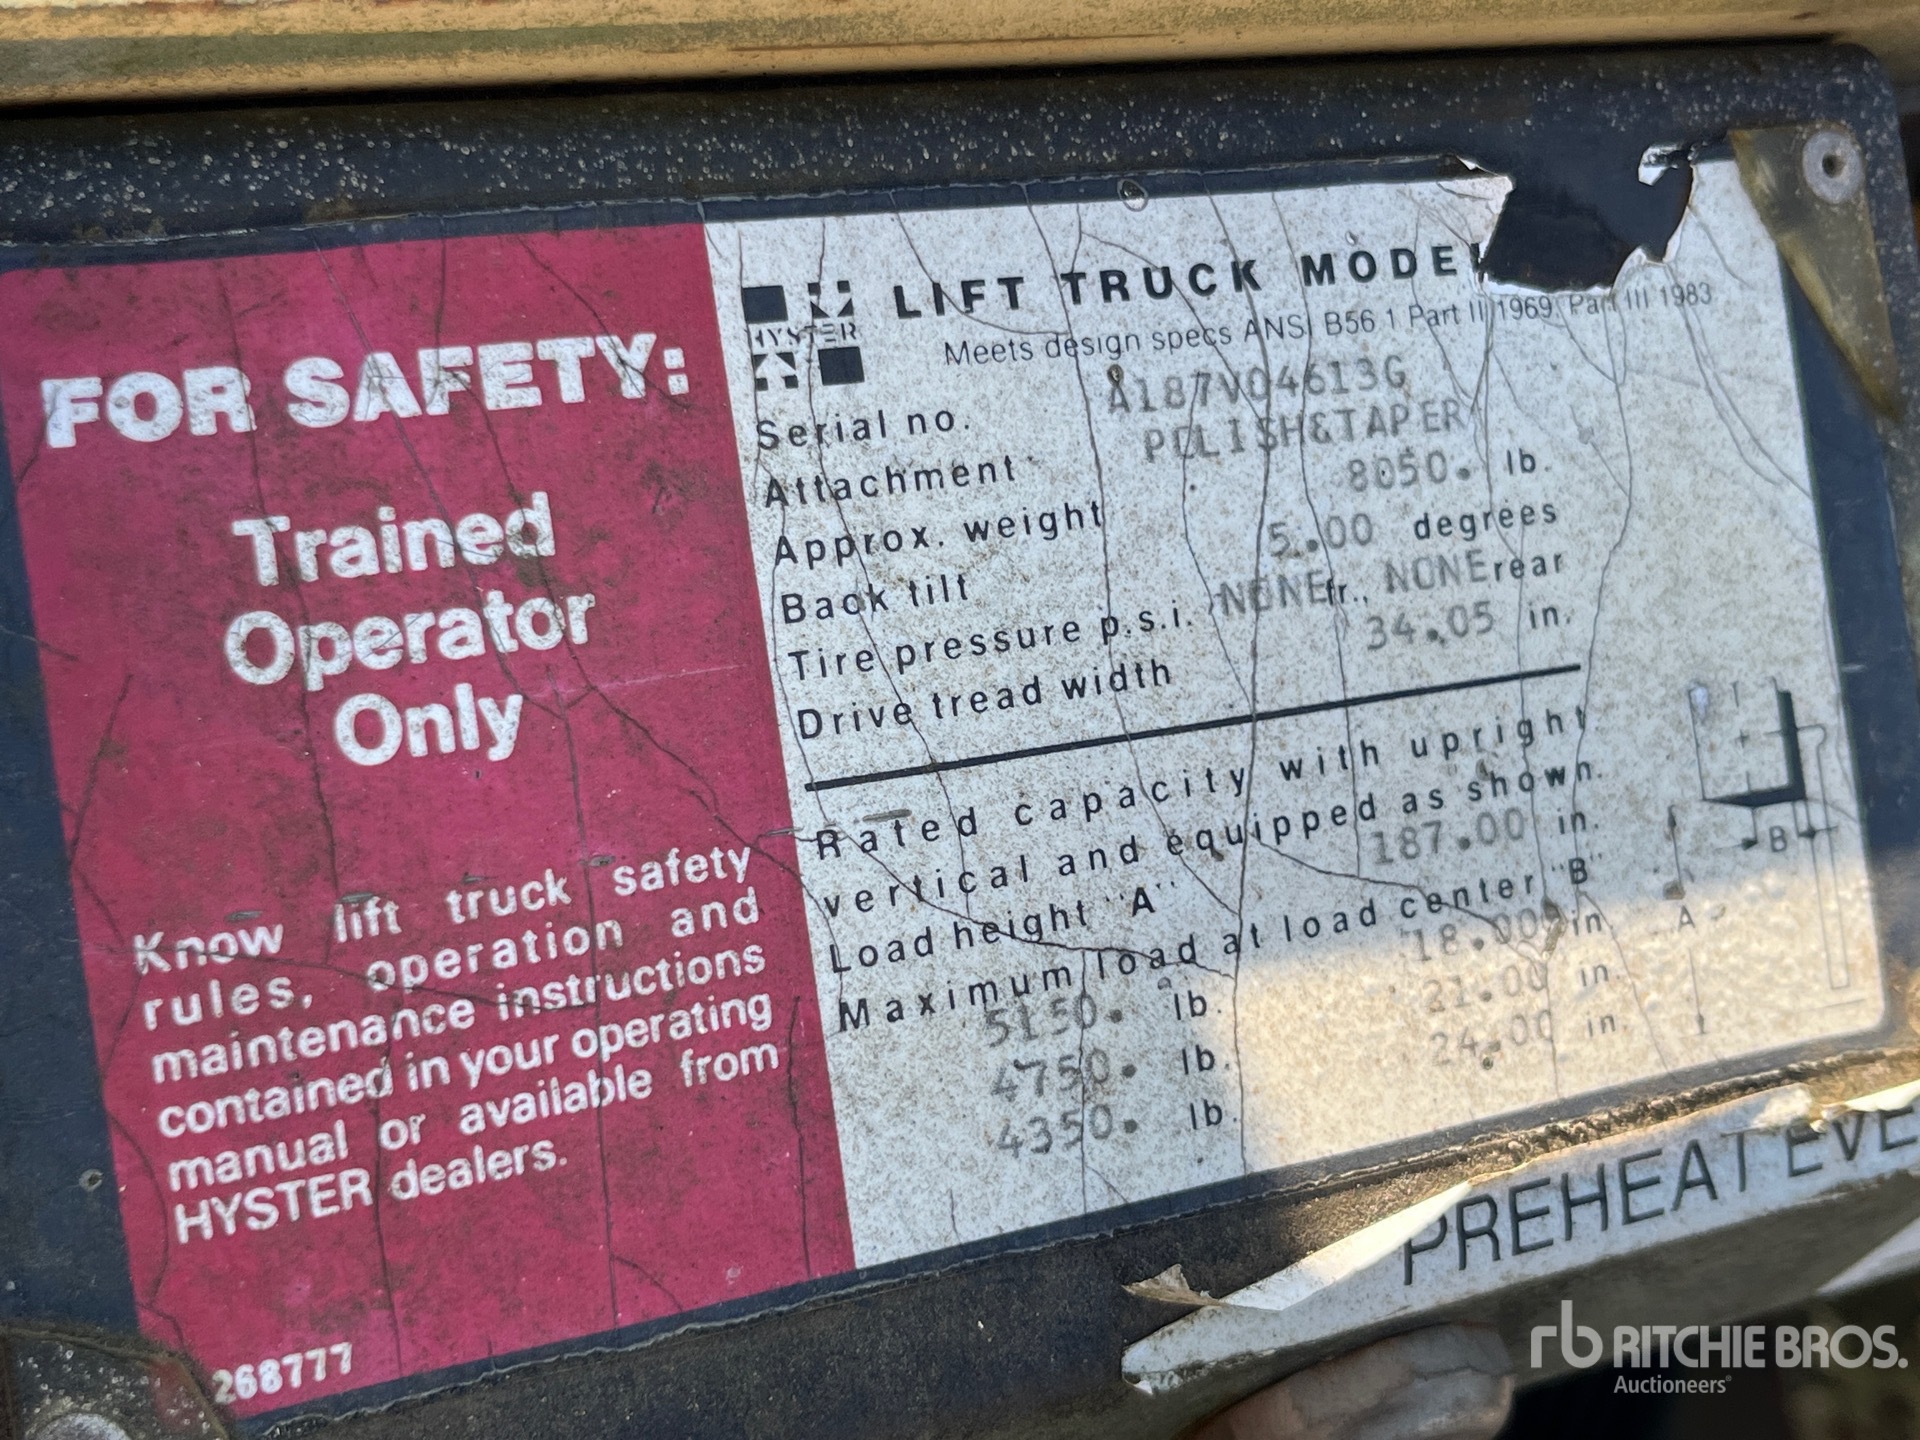 FOR SAFETY:
Trained
Operator
Only
Know lift truck safety
rules, operation and
maintenance instructions
contained in your operating
manual or available from
HYSTER dealers.
268777
HYSTER
LIFT TRUCK MODEL
Meets design specs ANSI B56 1 Part II 1969, Part III 1983
Serial no. A187V04613G
Attachment POLISH&TAPER
Approx. weight 8050. lb.
Back tilt 5.00 degrees
Tire pressure p.s.i. NONE fr., NONE rear
Drive tread width 34.05 in.
Rated capacity with upright
vertical and equipped as shown.
Load height "A" 187.00 in.
Maximum load at load center "B"
5150. lb. 18.00 in.
4750. lb. 21.00 in.
4350. lb. 24.00 in.
B
A
PREHEAT EVE
rb RITCHIE BROS.
Auctioneers